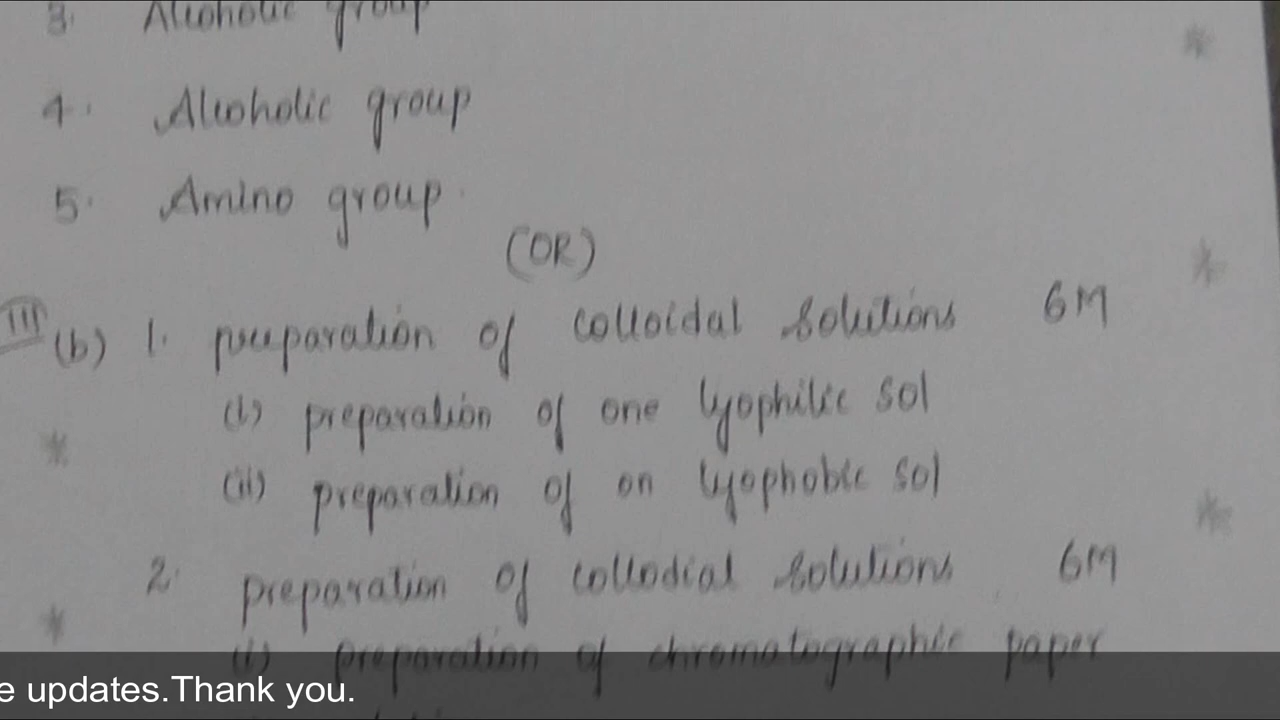 3. Alcoholic group
4. Alcoholic group
5. Amino group.
(OR)
III (b) 1. preparation of colloidal solutions 6M
(i) preparation of one lyophilic sol
(ii) preparation of on lyophobic sol
2. preparation of collodial solutions 6M
(i) preparation of chromatographic paper
e updates.Thank you.